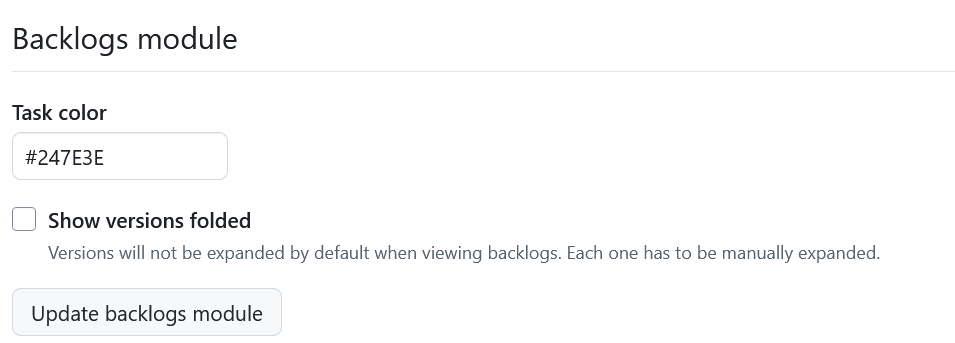 Backlogs module
Task color
#247E3E
Show versions folded
Versions will not be expanded by default when viewing backlogs. Each one has to be manually expanded.
Update backlogs module